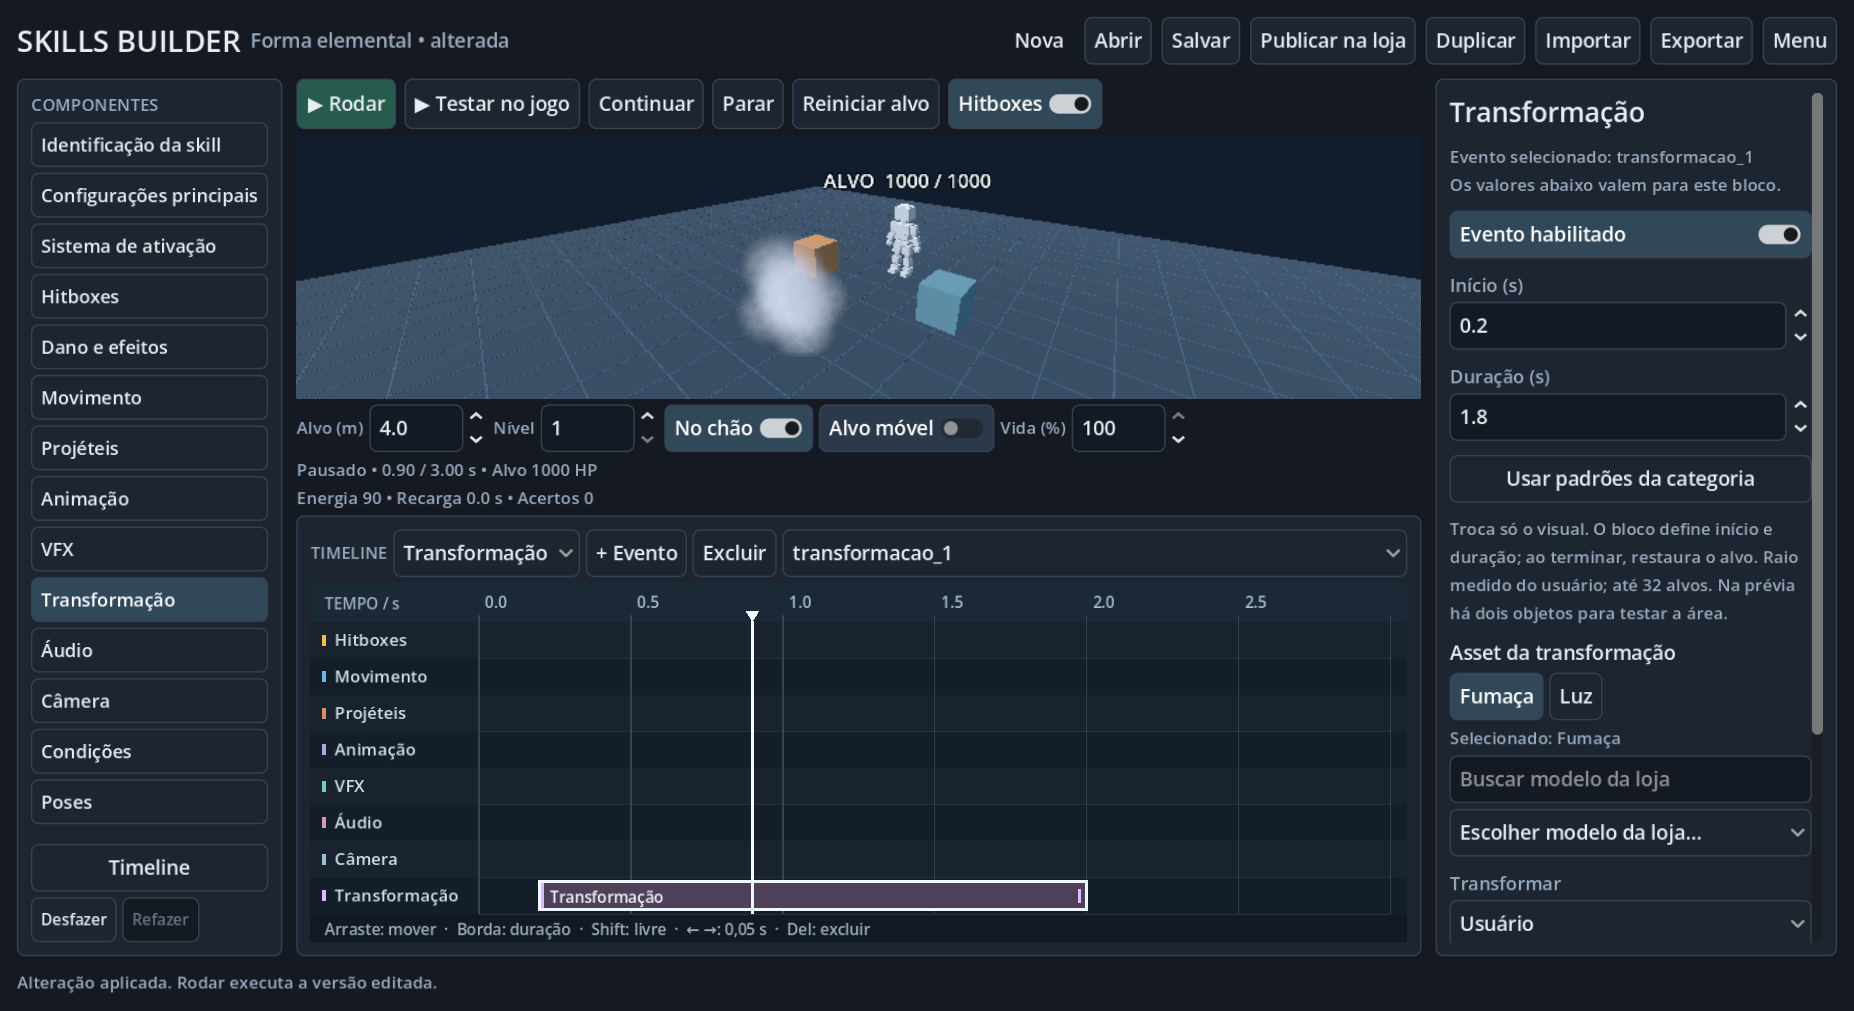 SKILLS BUILDER Forma elemental • alterada
Nova Abrir Salvar Publicar na loja Duplicar Importar Exportar Menu
COMPONENTES
Identificação da skill
Configurações principais
Sistema de ativação
Hitboxes
Dano e efeitos
Movimento
Projéteis
Animação
VFX
Transformação
Áudio
Câmera
Condições
Poses
Timeline
Desfazer Refazer
▶ Rodar ▶ Testar no jogo Continuar Parar Reiniciar alvo Hitboxes
ALVO 1000 / 1000
Alvo (m) 4.0 Nível 1 No chão Alvo móvel Vida (%) 100
Pausado • 0.90 / 3.00 s • Alvo 1000 HP
Energia 90 • Recarga 0.0 s • Acertos 0
TIMELINE Transformação + Evento Excluir transformacao_1
TEMPO / s 0.0 0.5 1.0 1.5 2.0 2.5
Hitboxes
Movimento
Projéteis
Animação
VFX
Áudio
Câmera
Transformação Transformação
Arraste: mover · Borda: duração · Shift: livre · ← →: 0,05 s · Del: excluir
Transformação
Evento selecionado: transformacao_1
Os valores abaixo valem para este bloco.
Evento habilitado
Início (s)
0.2
Duração (s)
1.8
Usar padrões da categoria
Troca só o visual. O bloco define início e
duração; ao terminar, restaura o alvo. Raio
medido do usuário; até 32 alvos. Na prévia
há dois objetos para testar a área.
Asset da transformação
Fumaça Luz
Selecionado: Fumaça
Buscar modelo da loja
Escolher modelo da loja...
Transformar
Usuário
Alteração aplicada. Rodar executa a versão editada.